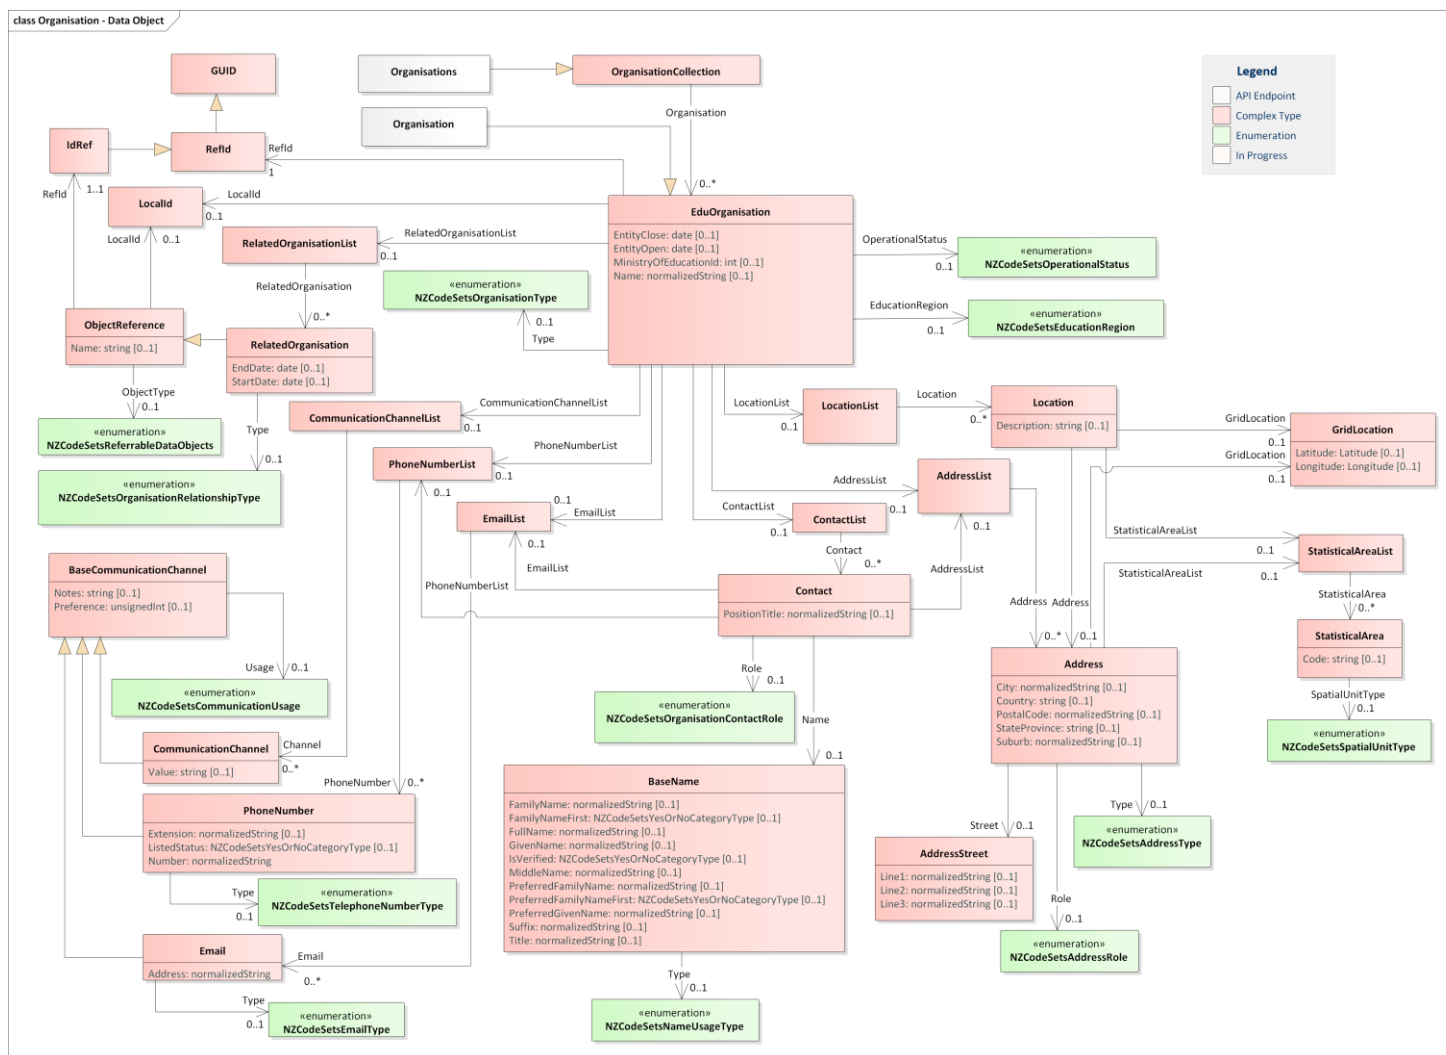 class Organisation - Data Object
GUID
Organisations
OrganisationCollection
Legend
API Endpoint
Complex Type
Enumeration
In Progress
Organisation
Organisation
IdRef
RefId
RefId
1
RefId
1..1
0..*
LocalId
LocalId
0..1
LocalId
0..1
EduOrganisation
EntityClose: date [0..1]
EntityOpen: date [0..1]
MinistryOfEducationId: int [0..1]
Name: normalizedString [0..1]
RelatedOrganisationList
RelatedOrganisationList
0..1
OperationalStatus
0..1
«enumeration»
NZCodeSetsOperationalStatus
RelatedOrganisation
0..*
«enumeration»
NZCodeSetsOrganisationType
0..1
Type
EducationRegion
0..1
«enumeration»
NZCodeSetsEducationRegion
ObjectReference
Name: string [0..1]
RelatedOrganisation
EndDate: date [0..1]
StartDate: date [0..1]
ObjectType
0..1
«enumeration»
NZCodeSetsReferrableDataObjects
Type
0..1
«enumeration»
NZCodeSetsOrganisationRelationshipType
CommunicationChannelList
CommunicationChannelList
0..1
LocationList
0..1
LocationList
Location
0..*
Location
Description: string [0..1]
GridLocation
0..1
GridLocation
0..1
GridLocation
Latitude: Latitude [0..1]
Longitude: Longitude [0..1]
PhoneNumberList
PhoneNumberList
0..1
0..1
AddressList
0..1
AddressList
0..1
EmailList
0..1
EmailList
0..1
EmailList
ContactList
0..1
ContactList
Contact
0..*
AddressList
StatisticalAreaList
0..1
StatisticalAreaList
0..1
StatisticalAreaList
BaseCommunicationChannel
Notes: string [0..1]
Preference: unsignedInt [0..1]
PhoneNumberList
Contact
PositionTitle: normalizedString [0..1]
Address
0..*
Address
0..1
StatisticalArea
0..*
StatisticalArea
Code: string [0..1]
Usage
0..1
«enumeration»
NZCodeSetsCommunicationUsage
Role
0..1
«enumeration»
NZCodeSetsOrganisationContactRole
Name
0..1
Address
City: normalizedString [0..1]
Country: string [0..1]
PostalCode: normalizedString [0..1]
StateProvince: string [0..1]
Suburb: normalizedString [0..1]
SpatialUnitType
0..1
«enumeration»
NZCodeSetsSpatialUnitType
CommunicationChannel
Value: string [0..1]
Channel
0..*
PhoneNumber
0..*
PhoneNumber
Extension: normalizedString [0..1]
ListedStatus: NZCodeSetsYesOrNoCategoryType [0..1]
Number: normalizedString
BaseName
FamilyName: normalizedString [0..1]
FamilyNameFirst: NZCodeSetsYesOrNoCategoryType [0..1]
FullName: normalizedString [0..1]
GivenName: normalizedString [0..1]
IsVerified: NZCodeSetsYesOrNoCategoryType [0..1]
MiddleName: normalizedString [0..1]
PreferredFamilyName: normalizedString [0..1]
PreferredFamilyNameFirst: NZCodeSetsYesOrNoCategoryType [0..1]
PreferredGivenName: normalizedString [0..1]
Suffix: normalizedString [0..1]
Title: normalizedString [0..1]
Street
0..1
Type
0..1
«enumeration»
NZCodeSetsAddressType
AddressStreet
Line1: normalizedString [0..1]
Line2: normalizedString [0..1]
Line3: normalizedString [0..1]
Type
0..1
«enumeration»
NZCodeSetsTelephoneNumberType
Role
0..1
«enumeration»
NZCodeSetsAddressRole
Email
Address: normalizedString
Email
0..*
Type
0..1
«enumeration»
NZCodeSetsEmailType
Type
0..1
«enumeration»
NZCodeSetsNameUsageType